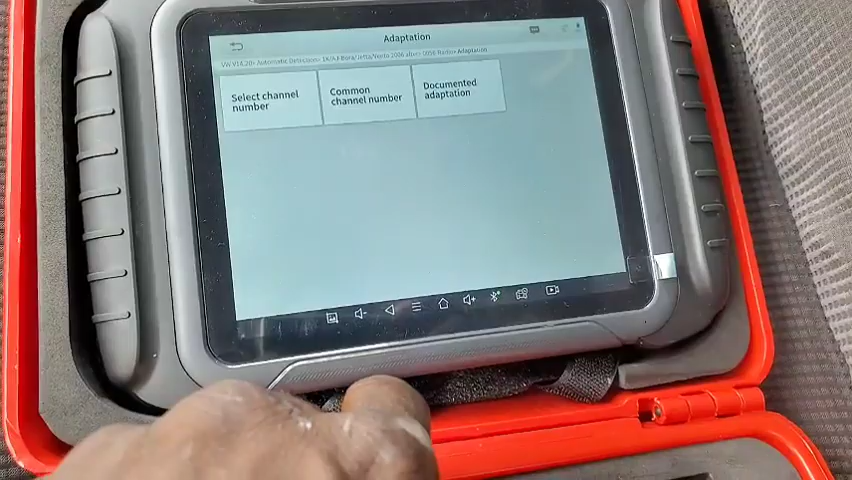 Adaptation
Select channel
number
Common
channel number
Documented
adaptation